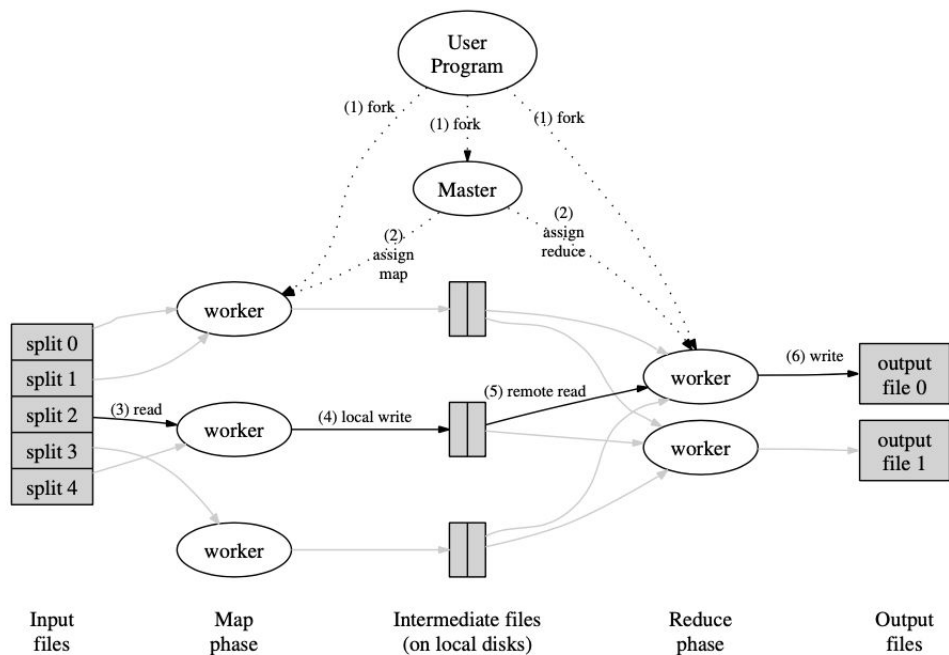 User
Program
(1) fork
(1) fork
(1) fork
Master
(2)
assign
map
(2)
assign
reduce
worker
split 0
split 1
split 2
split 3
split 4
(3) read
worker
(4) local write
(5) remote read
worker
(6) write
output
file 0
worker
output
file 1
worker
Input
files
Map
phase
Intermediate files
(on local disks)
Reduce
phase
Output
files